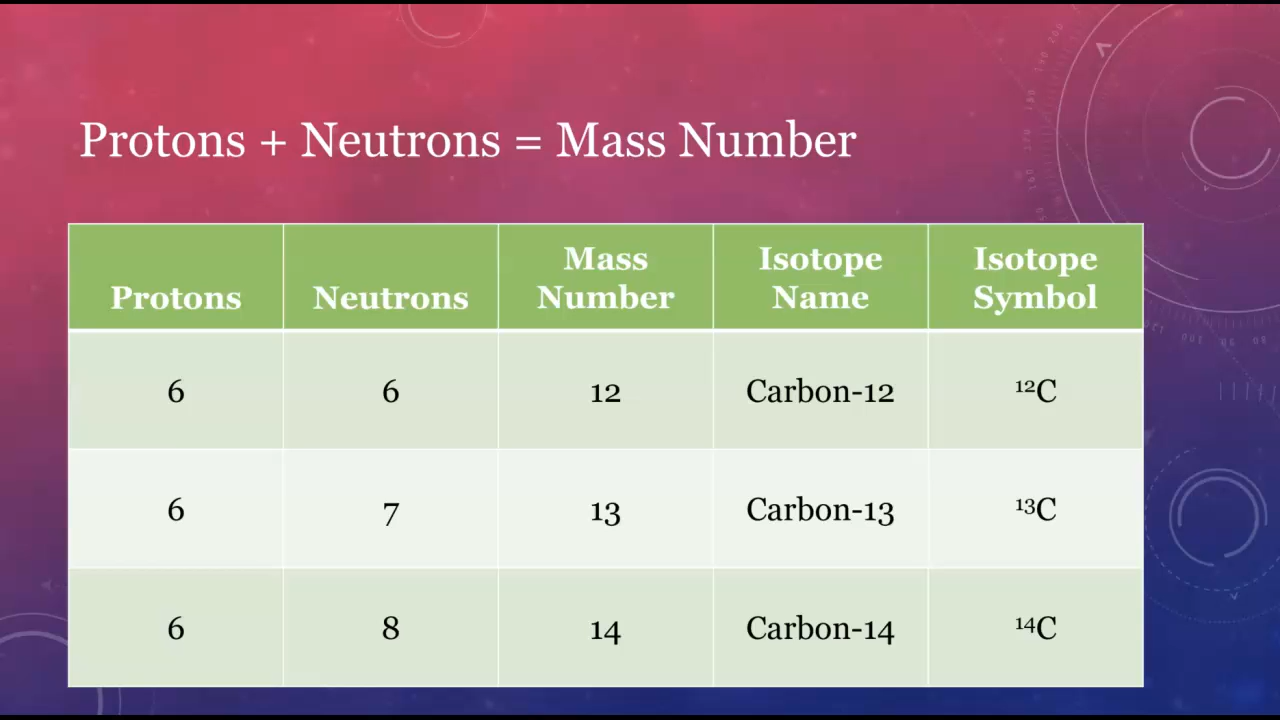 Protons + Neutrons = Mass Number
Protons Neutrons Mass Number Isotope Name Isotope Symbol
6 6 12 Carbon-12 ¹²C
6 7 13 Carbon-13 ¹³C
6 8 14 Carbon-14 ¹⁴C